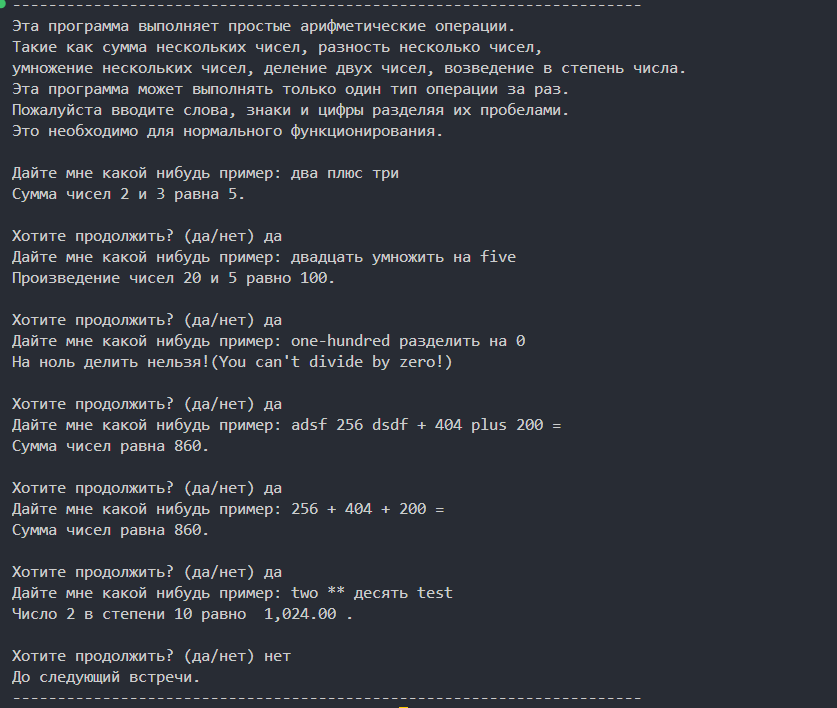 ----------------------------------------------------------------------
Эта программа выполняет простые арифметические операции.
Такие как сумма нескольких чисел, разность несколько чисел,
умножение нескольких чисел, деление двух чисел, возведение в степень числа.
Эта программа может выполнять только один тип операции за раз.
Пожалуйста вводите слова, знаки и цифры разделяя их пробелами.
Это необходимо для нормального функционирования.
Дайте мне какой нибудь пример: два плюс три
Сумма чисел 2 и 3 равна 5.
Хотите продолжить? (да/нет) да
Дайте мне какой нибудь пример: двадцать умножить на five
Произведение чисел 20 и 5 равно 100.
Хотите продолжить? (да/нет) да
Дайте мне какой нибудь пример: one-hundred разделить на 0
На ноль делить нельзя!(You can't divide by zero!)
Хотите продолжить? (да/нет) да
Дайте мне какой нибудь пример: adsf 256 dsdf + 404 plus 200 =
Сумма чисел равна 860.
Хотите продолжить? (да/нет) да
Дайте мне какой нибудь пример: 256 + 404 + 200 =
Сумма чисел равна 860.
Хотите продолжить? (да/нет) да
Дайте мне какой нибудь пример: two ** десять test
Число 2 в степени 10 равно  1,024.00 .
Хотите продолжить? (да/нет) нет
До следующий встречи.
----------------------------------------------------------------------